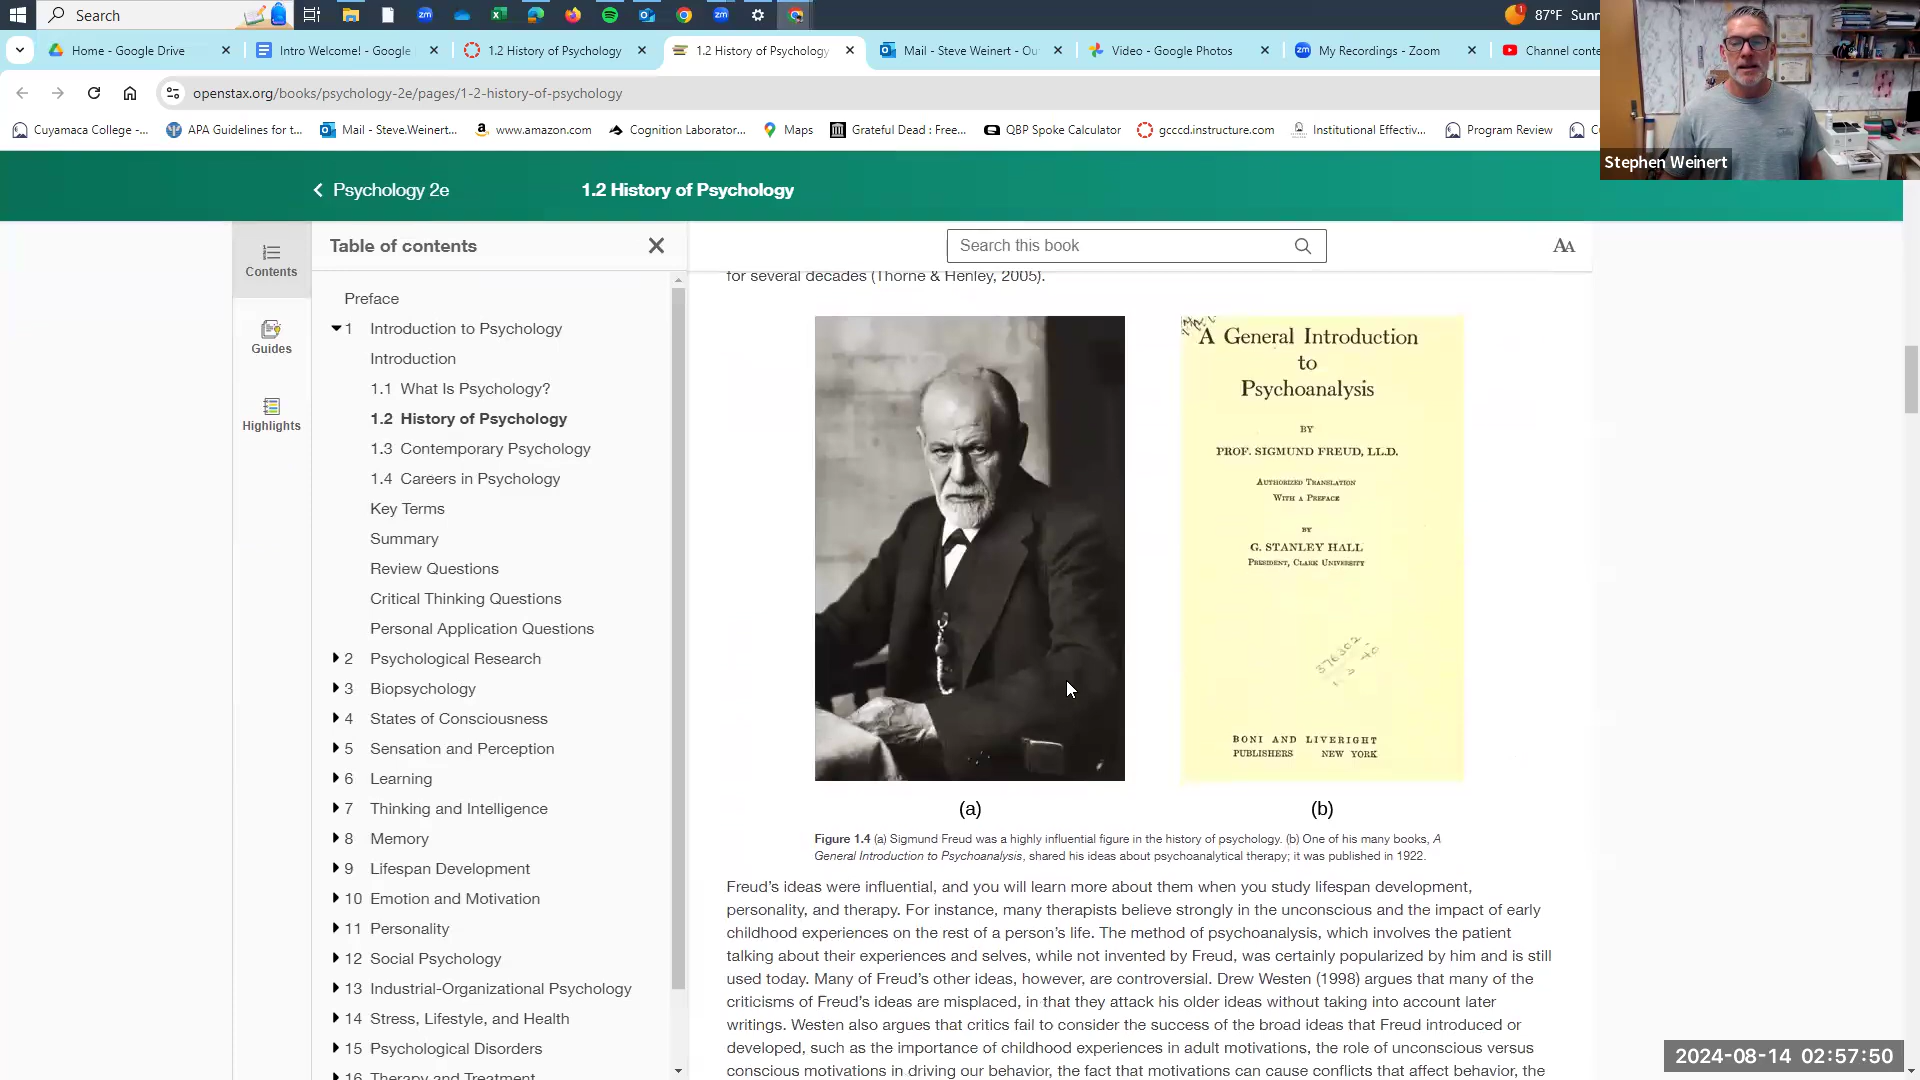 Search
87°F Sunn
Home - Google Drive
Intro Welcome! - Google
1.2 History of Psychology
1.2 History of Psychology
Mail - Steve Weinert - Ou
Video - Google Photos
My Recordings - Zoom
Channel conte
openstax.org/books/psychology-2e/pages/1-2-history-of-psychology
Cuyamaca College -...
APA Guidelines for t...
Mail - Steve.Weinert...
www.amazon.com
Cognition Laborator...
Maps
Grateful Dead : Free...
QBP Spoke Calculator
gcccd.instructure.com
Institutional Effectiv...
Program Review
Stephen Weinert
Psychology 2e
1.2 History of Psychology
Contents
Guides
Highlights
Table of contents
Search this book
AA
Preface
1 Introduction to Psychology
Introduction
1.1 What Is Psychology?
1.2 History of Psychology
1.3 Contemporary Psychology
1.4 Careers in Psychology
Key Terms
Summary
Review Questions
Critical Thinking Questions
Personal Application Questions
2 Psychological Research
3 Biopsychology
4 States of Consciousness
5 Sensation and Perception
6 Learning
7 Thinking and Intelligence
8 Memory
9 Lifespan Development
10 Emotion and Motivation
11 Personality
12 Social Psychology
13 Industrial-Organizational Psychology
14 Stress, Lifestyle, and Health
15 Psychological Disorders
16 Therapy and Treatment
for several decades (Thorne & Henley, 2005).
A General Introduction
to
Psychoanalysis
BY
PROF. SIGMUND FREUD, LL.D.
AUTHORIZED TRANSLATION
WITH A PREFACE
BY
G. STANLEY HALL
PRESIDENT, CLARK UNIVERSITY
376302
BONI AND LIVERIGHT
PUBLISHERS NEW YORK
(a)
(b)
Figure 1.4 (a) Sigmund Freud was a highly influential figure in the history of psychology. (b) One of his many books, A
General Introduction to Psychoanalysis, shared his ideas about psychoanalytical therapy; it was published in 1922.
Freud’s ideas were influential, and you will learn more about them when you study lifespan development,
personality, and therapy. For instance, many therapists believe strongly in the unconscious and the impact of early
childhood experiences on the rest of a person’s life. The method of psychoanalysis, which involves the patient
talking about their experiences and selves, while not invented by Freud, was certainly popularized by him and is still
used today. Many of Freud’s other ideas, however, are controversial. Drew Westen (1998) argues that many of the
criticisms of Freud’s ideas are misplaced, in that they attack his older ideas without taking into account later
writings. Westen also argues that critics fail to consider the success of the broad ideas that Freud introduced or
developed, such as the importance of childhood experiences in adult motivations, the role of unconscious versus
conscious motivations in driving our behavior, the fact that motivations can cause conflicts that affect behavior, the
2024-08-14 02:57:50